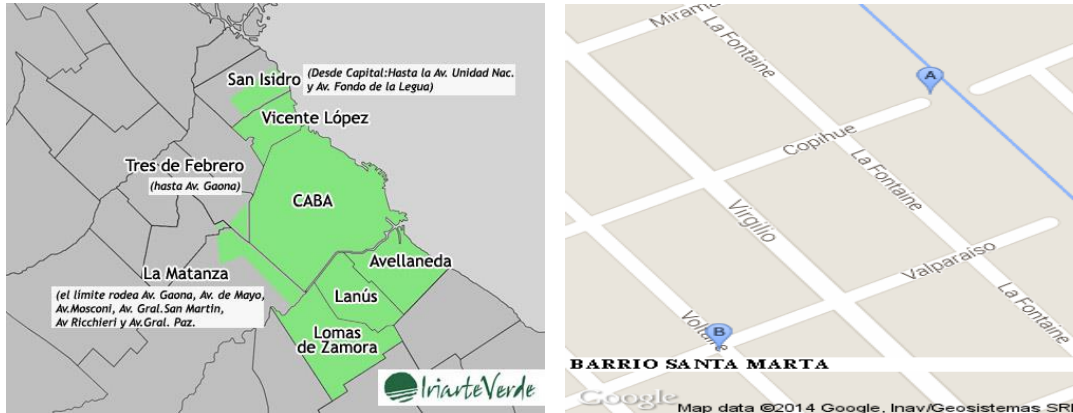 San Isidro
(Desde Capital:Hasta la Av. Unidad Nac.
y Av. Fondo de la Legua)
Vicente López
Tres de Febrero
(hasta Av. Gaona)
CABA
La Matanza
(el límite rodea Av. Gaona, Av. de Mayo,
Av.Mosconi, Av. Gral.San Martin,
Av Ricchieri y Av.Gral. Paz.
Avellaneda
Lanús
Lomas
de Zamora
IriarteVerde
Mirama
La Fontaine
A
Copihue
La Fontaine
Virgilio
Valparaíso
La Fontaine
Voltaire
B
BARRIO SANTA MARTA
Google
Map data ©2014 Google, Inav/Geosistemas SRL